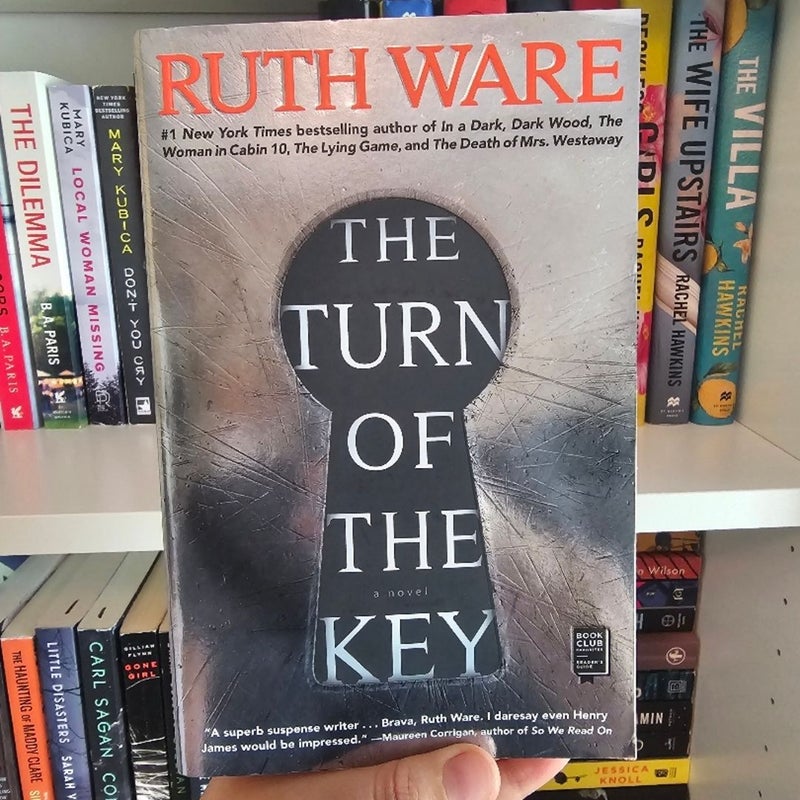 RUTH WARE
#1 New York Times bestselling author of In a Dark, Dark Wood, The
Woman in Cabin 10, The Lying Game, and The Death of Mrs. Westaway
THE
TURN
OF
THE
a novel
KEY
BOOK
CLUB
FAVORITES
READER'S
GUIDE
"A superb suspense writer . . . Brava, Ruth Ware. I daresay even Henry
James would be impressed." —Maureen Corrigan, author of So We Read On
B.A. PARIS
THE DILEMMA
B.A. PARIS
MARY KUBICA
LOCAL WOMAN MISSING
NEW YORK
TIMES
BESTSELLING
AUTHOR
MARY KUBICA
DON'T YOU CRY
GIRLS
THE WIFE UPSTAIRS
RACHEL HAWKINS
THE VILLA
RACHEL HAWKINS
THE HAUNTING OF MADDY CLARE
LITTLE DISASTERS
SARAH V
CARL SAGAN
CO
GILLIAN
FLYNN
GONE
GIRL
Wilson
AMIN
JESSICA
KNOLL